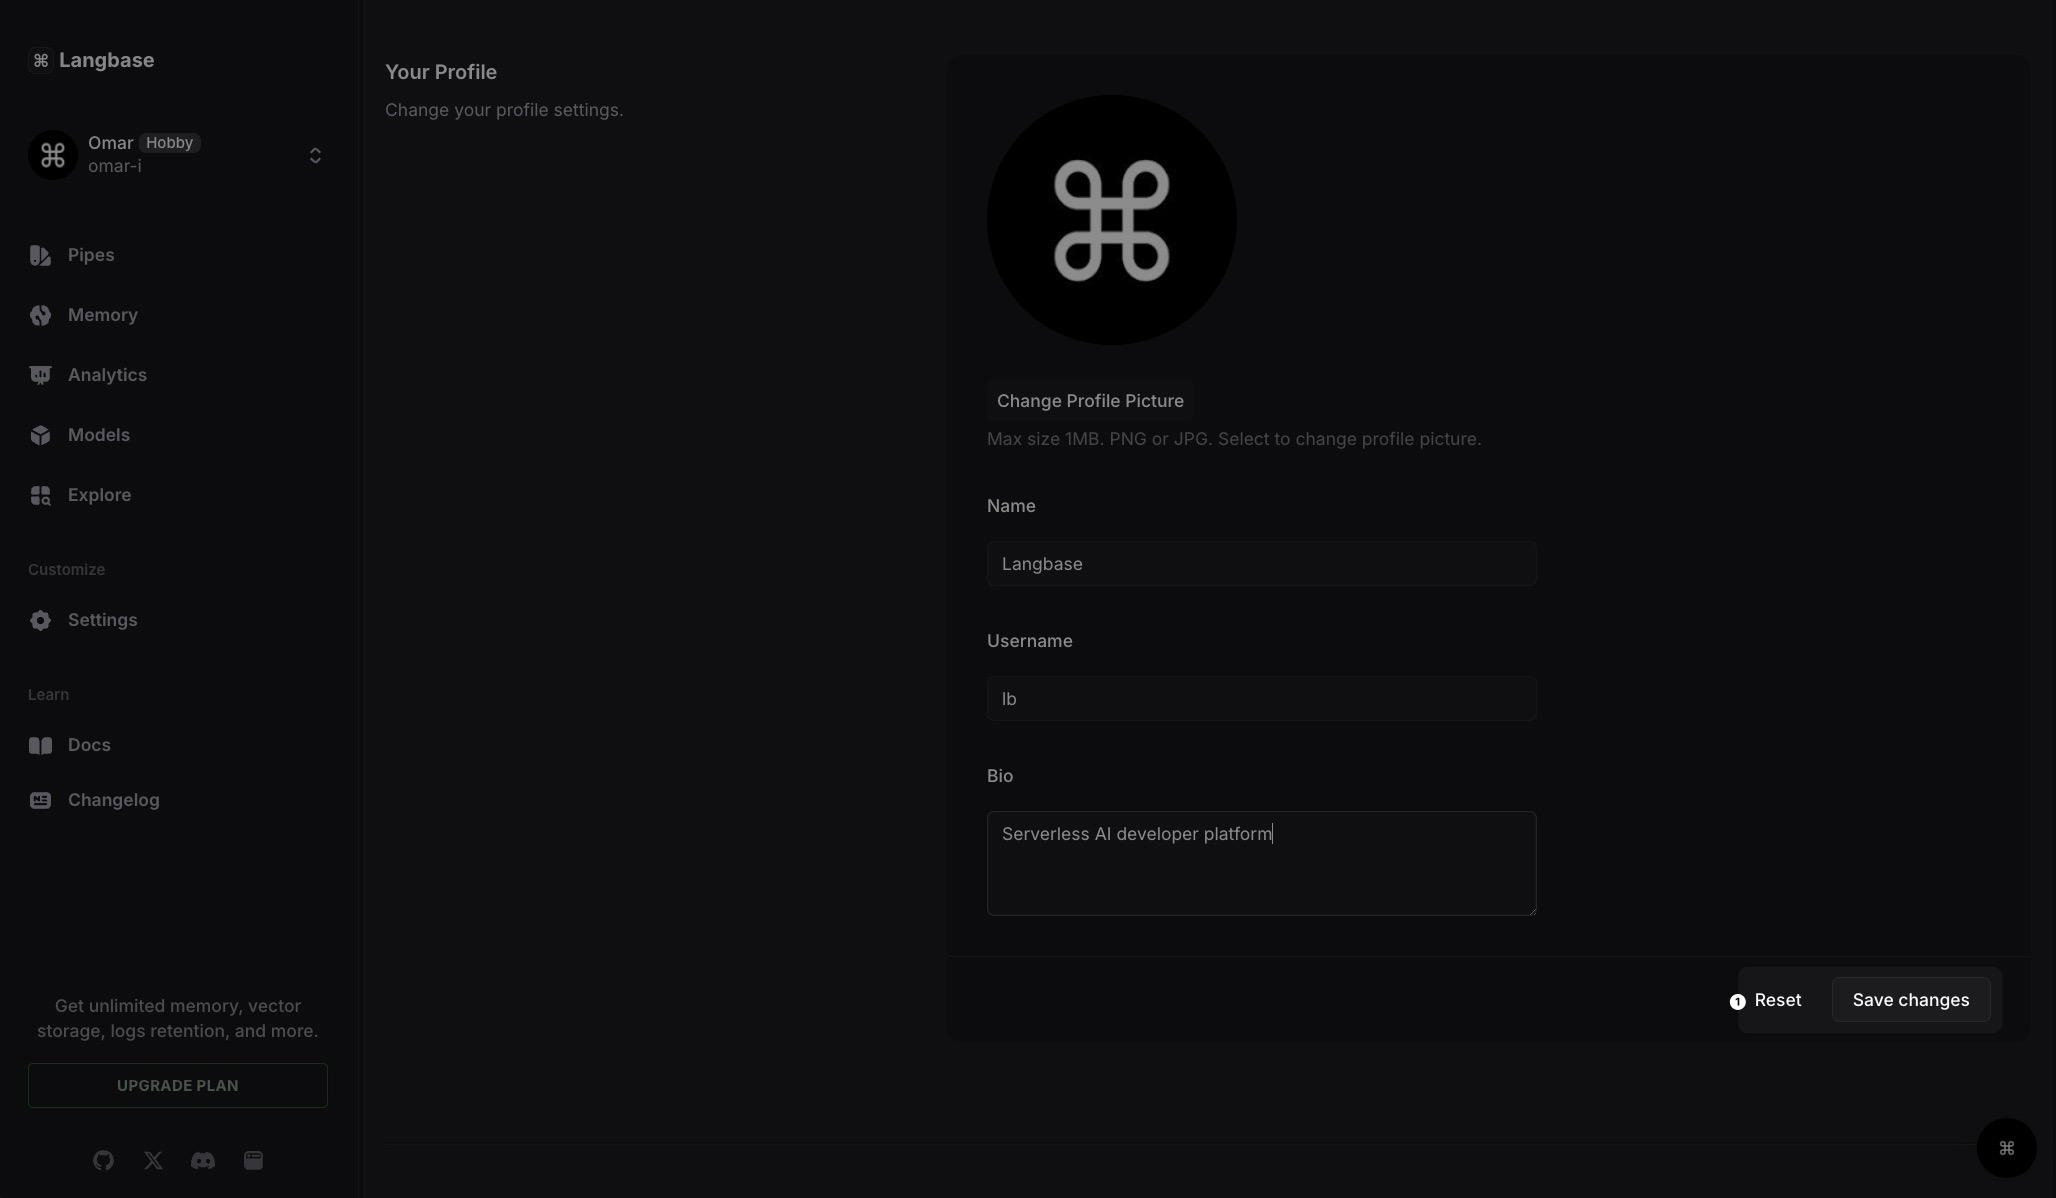 Langbase
Omar Hobby
omar-i
Pipes
Memory
Analytics
Models
Explore
Customize
Settings
Learn
Docs
Changelog
Get unlimited memory, vector
storage, logs retention, and more.
UPGRADE PLAN
Your Profile
Change your profile settings.
Change Profile Picture
Max size 1MB. PNG or JPG. Select to change profile picture.
Name
Langbase
Username
lb
Bio
Serverless AI developer platform
1 Reset Save changes